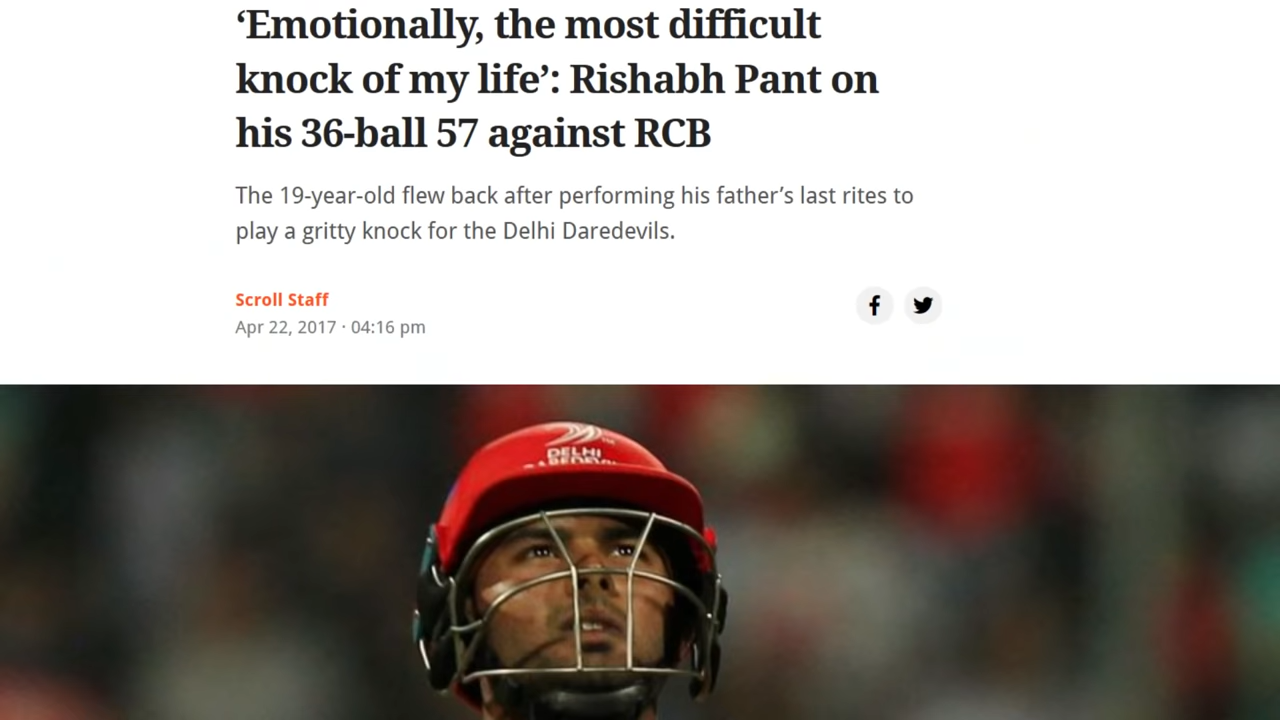 ‘Emotionally, the most difficult
knock of my life’: Rishabh Pant on
his 36-ball 57 against RCB
The 19-year-old flew back after performing his father’s last rites to
play a gritty knock for the Delhi Daredevils.
Scroll Staff
Apr 22, 2017 · 04:16 pm
DELHI
DAREDEVILS